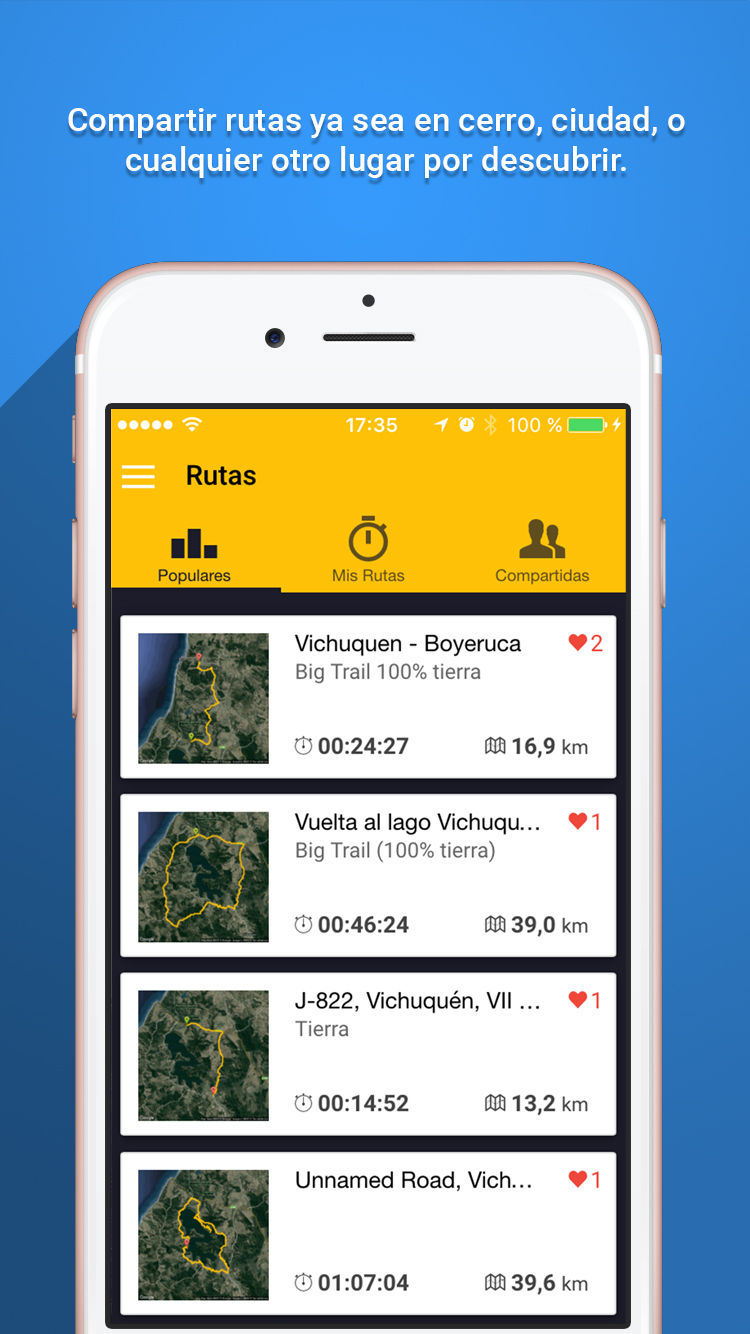 Compartir rutas ya sea en cerro, ciudad, o
cualquier otro lugar por descubrir.
17:35
100 %
Rutas
Populares
Mis Rutas
Compartidas
Vichuquen - Boyeruca
2
Big Trail 100% tierra
00:24:27
16,9 km
Vuelta al lago Vichuqu...
1
Big Trail (100% tierra)
00:46:24
39,0 km
J-822, Vichuquén, VII ...
1
Tierra
00:14:52
13,2 km
Unnamed Road, Vich...
1
01:07:04
39,6 km